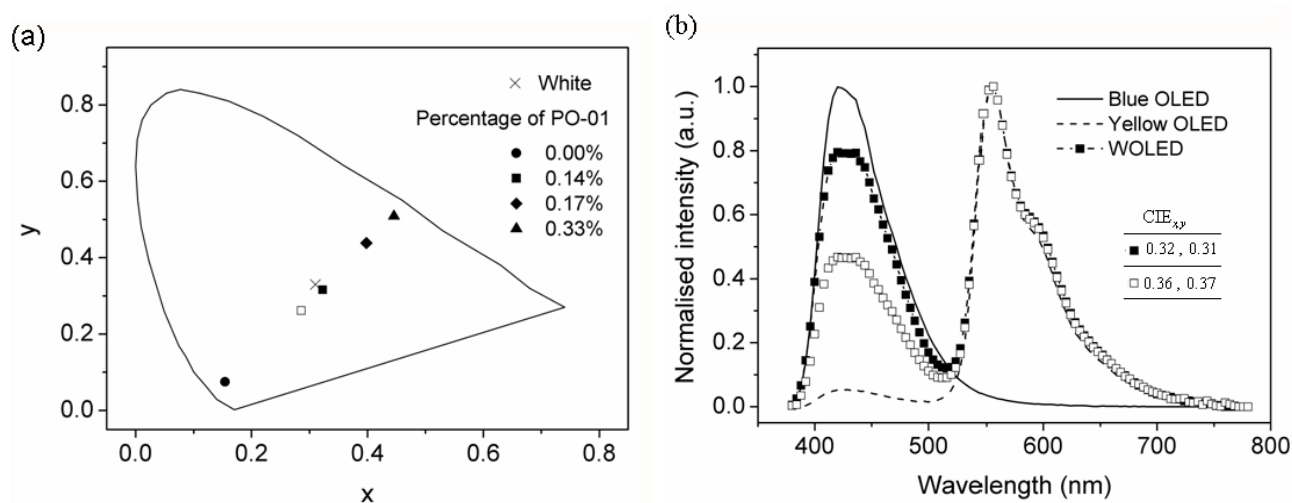 (a)
0.8
0.6
0.4
0.2
0.0
y
0.0 0.2 0.4 0.6 0.8
x
White
Percentage of PO-01
0.00%
0.14%
0.17%
0.33%
(b)
1.0
0.8
0.6
0.4
0.2
0.0
Normalised intensity (a.u.)
400 500 600 700 800
Wavelength (nm)
Blue OLED
Yellow OLED
WOLED
CIEx,y
0.32 , 0.31
0.36 , 0.37